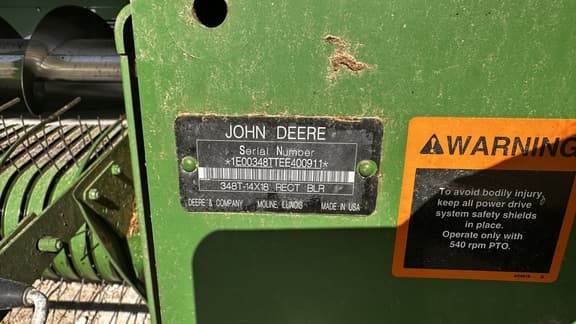 JOHN DEERE
Serial Number
*1E00348TTEE400911*
348T-14X18 RECT BLR
DEERE & COMPANY MOLINE, ILLINOIS MADE IN USA
WARNING
To avoid bodily injury,
keep all power drive
system safety shields
in place.
Operate only with
540 rpm PTO.